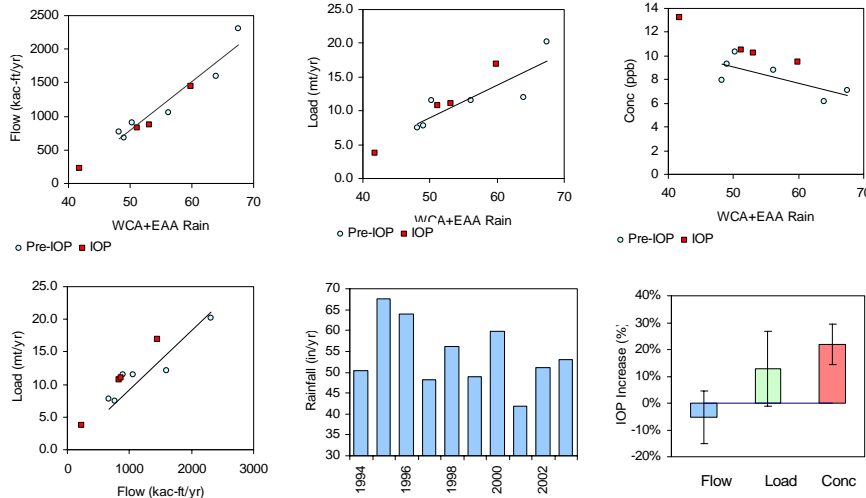 Flow (kac-ft/yr)
2500
2000
1500
1000
500
0
40 50 60 70
WCA+EAA Rain
Pre-IOP IOP
Load (mt/yr)
25.0
20.0
15.0
10.0
5.0
0.0
40 50 60 70
WCA+EAA Rain
Pre-IOP IOP
Conc (ppb)
14
12
10
8
6
4
2
0
40 50 60 70
WCA+EAA Rain
Pre-IOP IOP
Load (mt/yr)
25.0
20.0
15.0
10.0
5.0
0.0
0 1000 2000 3000
Flow (kac-ft/yr)
Rainfall (in/yr)
70
65
60
55
50
45
40
35
30
1994 1996 1998 2000 2002
IOP Increase (%)
40%
30%
20%
10%
0%
-10%
-20%
Flow Load Conc